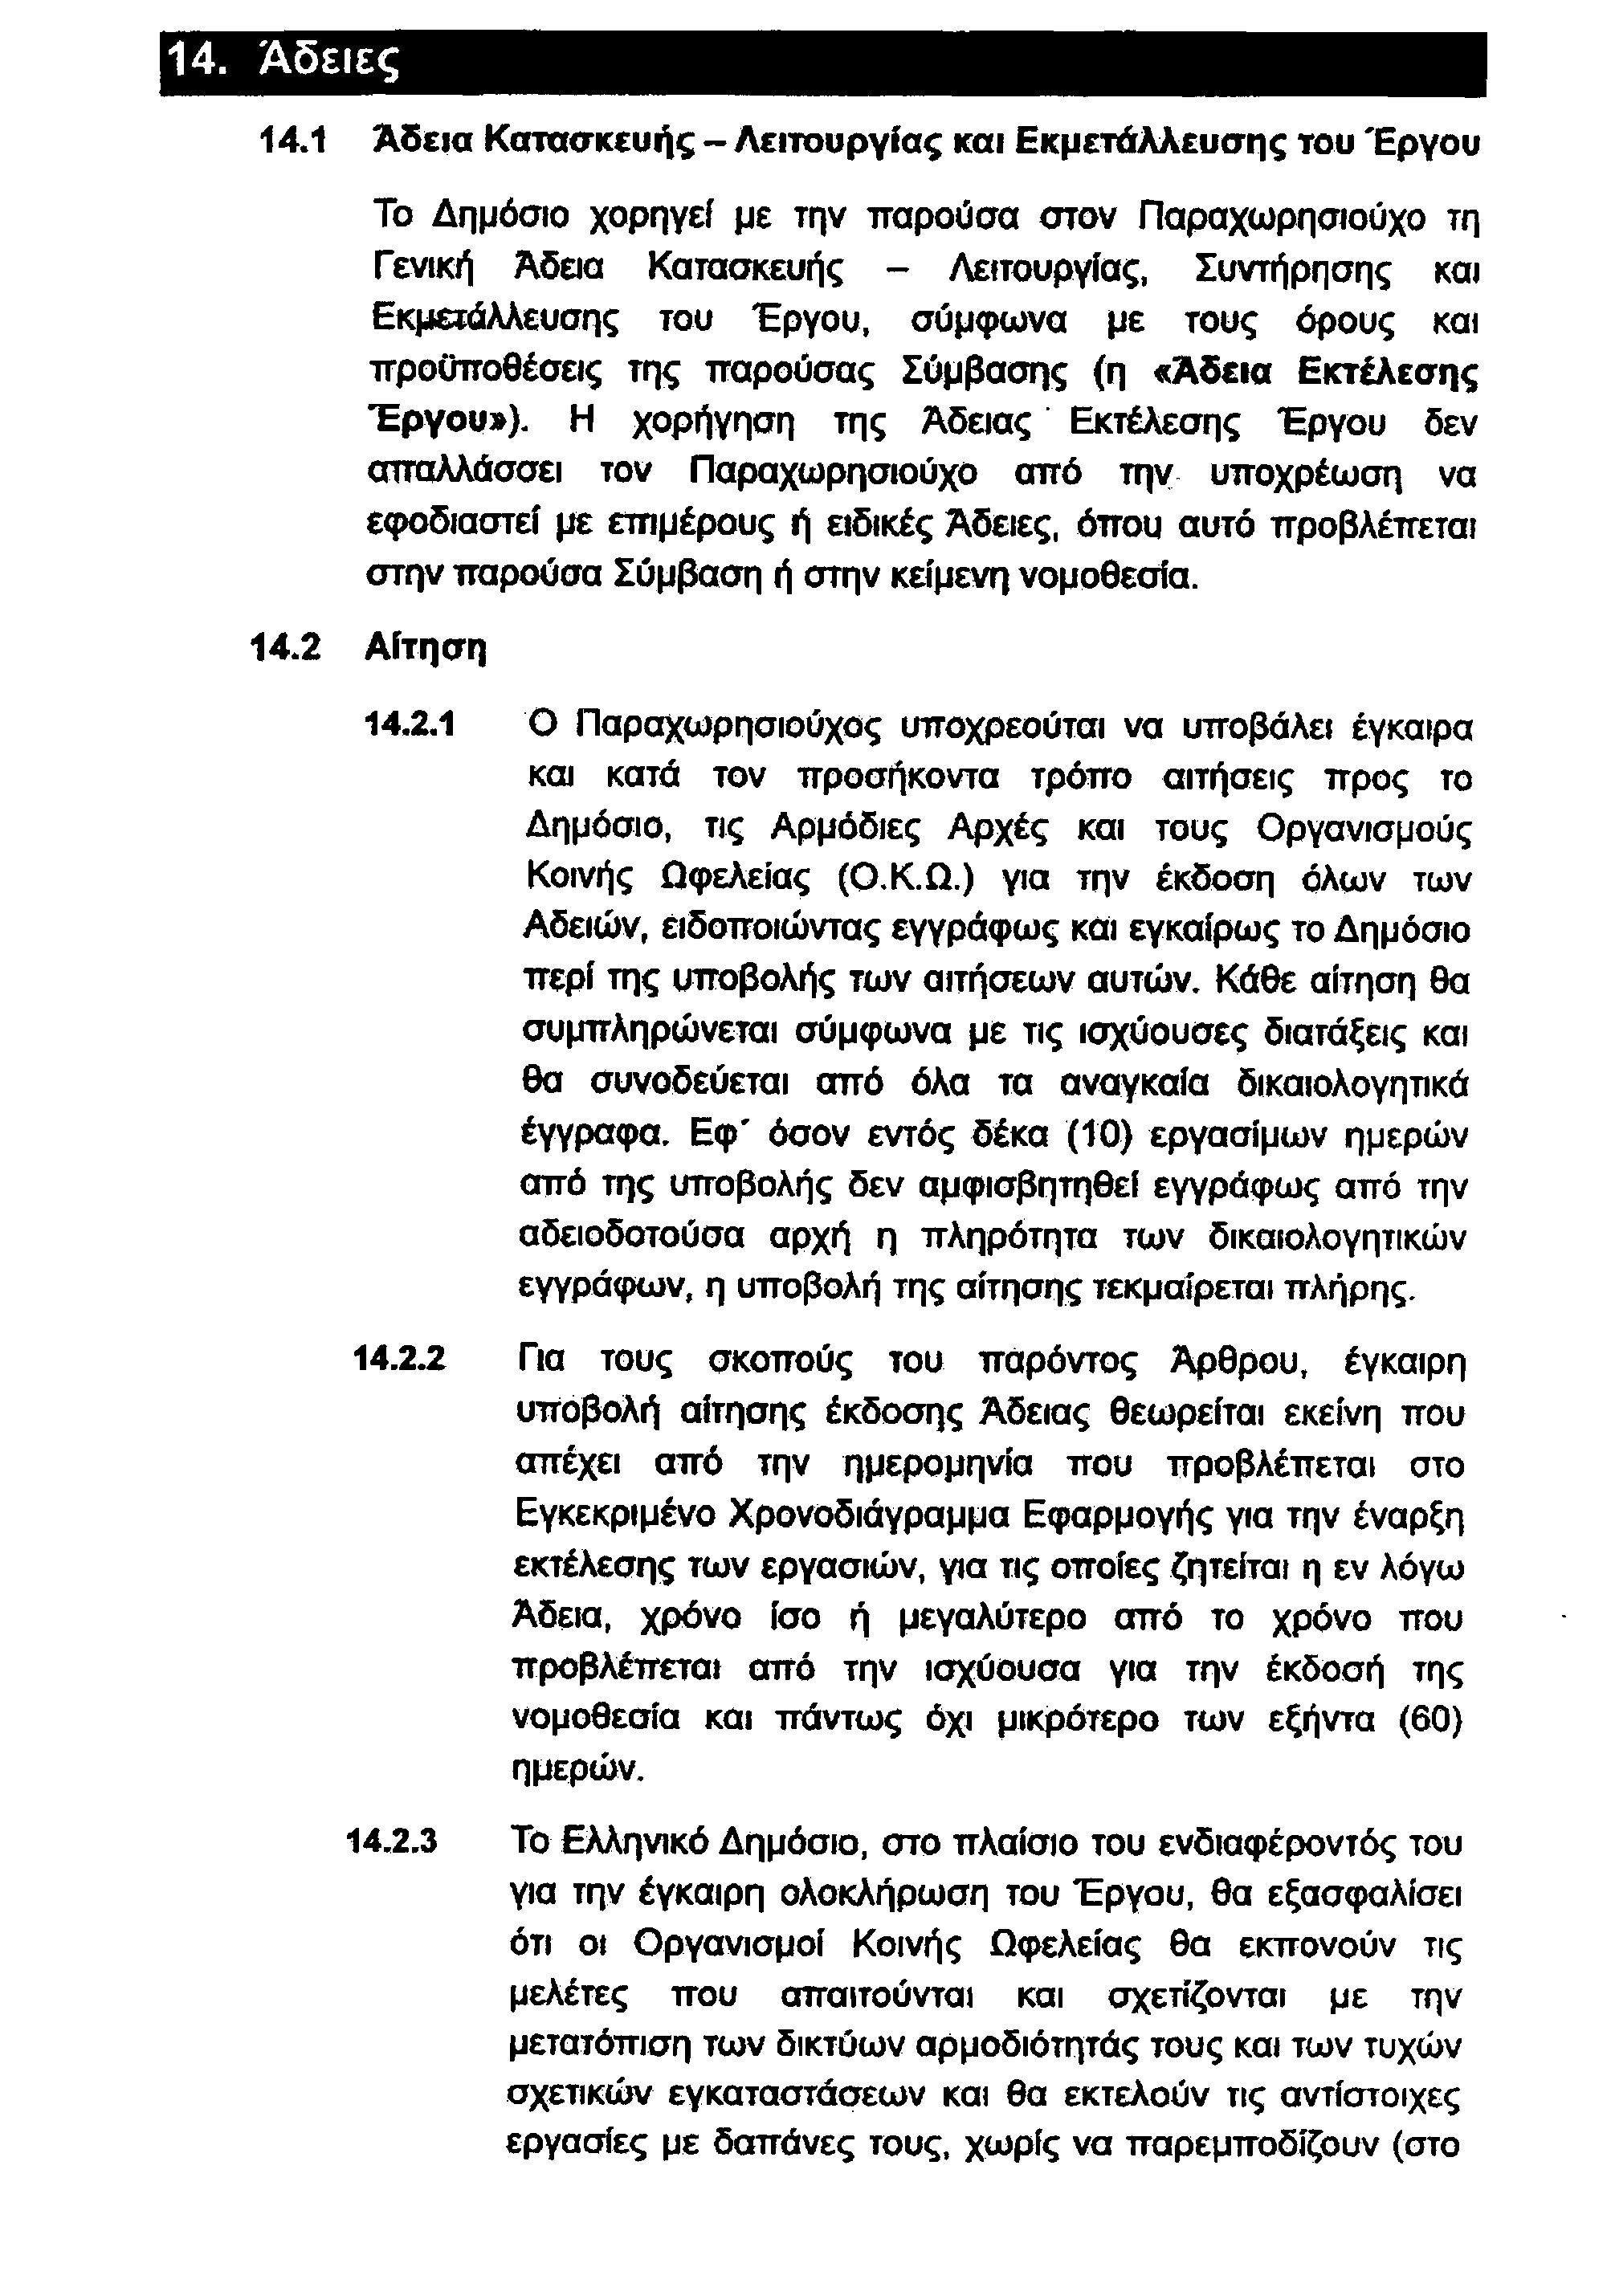 14. Άδειες
14.1 Άδεια Κατασκευής – Λειτουργίας και Εκμετάλλευσης του Έργου
Το Δημόσιο χορηγεί με την παρούσα στον Παραχωρησιούχο τη
Γενική Άδεια Κατασκευής – Λειτουργίας, Συντήρησης και
Εκμετάλλευσης του Έργου, σύμφωνα με τους όρους και
προϋποθέσεις της παρούσας Σύμβασης (η «Άδεια Εκτέλεσης
Έργου»). Η χορήγηση της Άδειας Εκτέλεσης Έργου δεν
απαλλάσσει τον Παραχωρησιούχο από την υποχρέωση να
εφοδιαστεί με επιμέρους ή ειδικές Άδειες, όπου αυτό προβλέπεται
στην παρούσα Σύμβαση ή στην κείμενη νομοθεσία.
14.2 Αίτηση
14.2.1 Ο Παραχωρησιούχος υποχρεούται να υποβάλει έγκαιρα
και κατά τον προσήκοντα τρόπο αιτήσεις προς το
Δημόσιο, τις Αρμόδιες Αρχές και τους Οργανισμούς
Κοινής Ωφελείας (Ο.Κ.Ω.) για την έκδοση όλων των
Αδειών, ειδοποιώντας εγγράφως και εγκαίρως το Δημόσιο
περί της υποβολής των αιτήσεων αυτών. Κάθε αίτηση θα
συμπληρώνεται σύμφωνα με τις ισχύουσες διατάξεις και
θα συνοδεύεται από όλα τα αναγκαία δικαιολογητικά
έγγραφα. Εφ' όσον εντός δέκα (10) εργασίμων ημερών
από της υποβολής δεν αμφισβητηθεί εγγράφως από την
αδειοδοτούσα αρχή η πληρότητα των δικαιολογητικών
εγγράφων, η υποβολή της αίτησης τεκμαίρεται πλήρης.
14.2.2 Για τους σκοπούς του παρόντος Άρθρου, έγκαιρη
υποβολή αίτησης έκδοσης Άδειας θεωρείται εκείνη που
απέχει από την ημερομηνία που προβλέπεται στο
Εγκεκριμένο Χρονοδιάγραμμα Εφαρμογής για την έναρξη
εκτέλεσης των εργασιών, για τις οποίες ζητείται η εν λόγω
Άδεια, χρόνο ίσο ή μεγαλύτερο από το χρόνο που
προβλέπεται από την ισχύουσα για την έκδοσή της
νομοθεσία και πάντως όχι μικρότερο των εξήντα (60)
ημερών.
14.2.3 Το Ελληνικό Δημόσιο, στο πλαίσιο του ενδιαφέροντός του
για την έγκαιρη ολοκλήρωση του Έργου, θα εξασφαλίσει
ότι οι Οργανισμοί Κοινής Ωφελείας θα εκπονούν τις
μελέτες που απαιτούνται και σχετίζονται με την
μετατόπιση των δικτύων αρμοδιότητάς τους και των τυχών
σχετικών εγκαταστάσεων και θα εκτελούν τις αντίστοιχες
εργασίες με δαπάνες τους, χωρίς να παρεμποδίζουν (στο